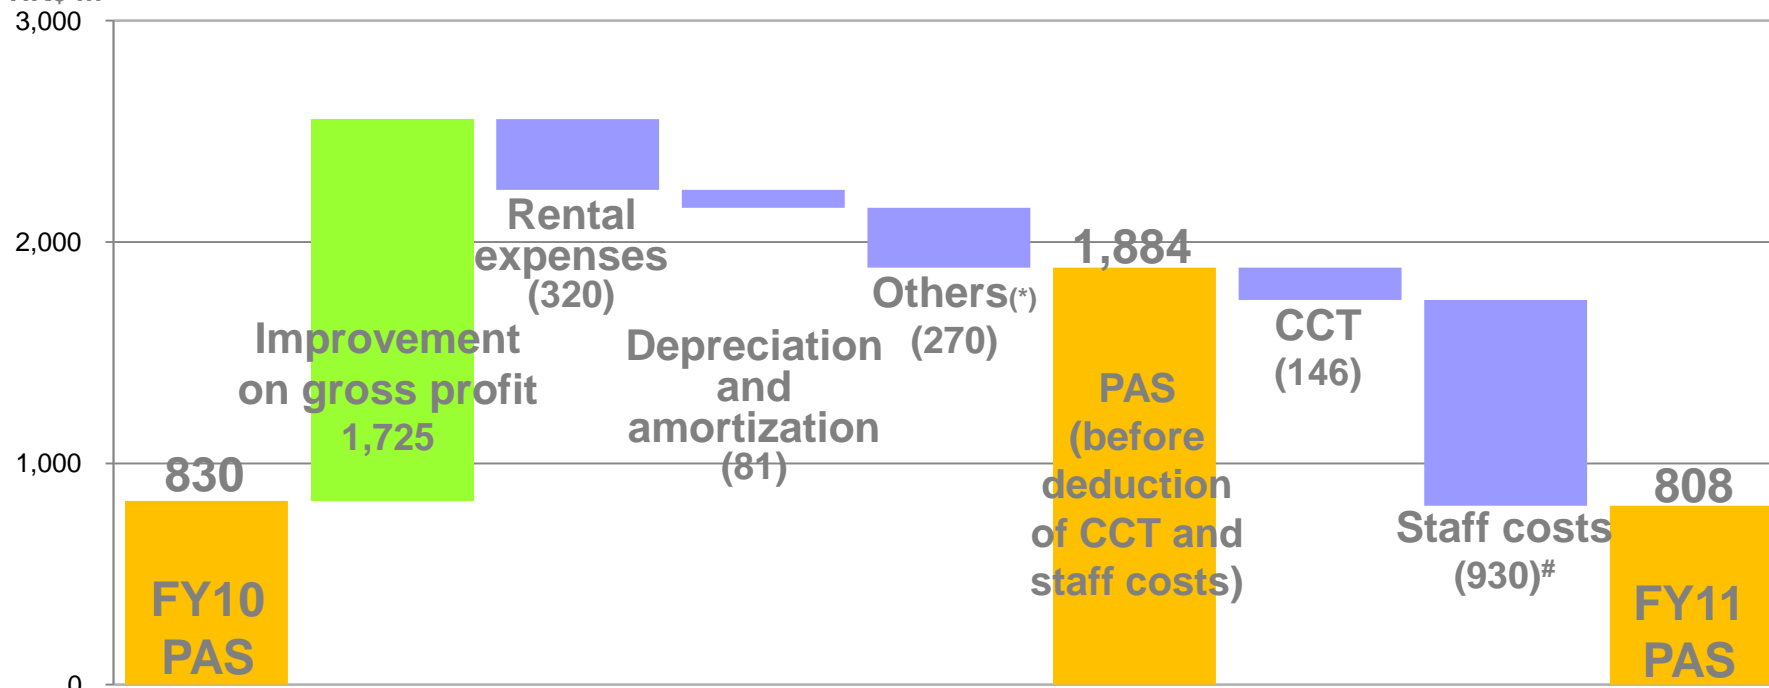 3,000
2,000
1,000
0
830
FY10
PAS
Improvement
on gross profit
1,725
Rental
expenses
(320)
Depreciation
and
amortization
(81)
Others(*)
(270)
1,884
PAS
(before
deduction
of CCT and
staff costs)
CCT
(146)
Staff costs
(930)#
808
FY11
PAS